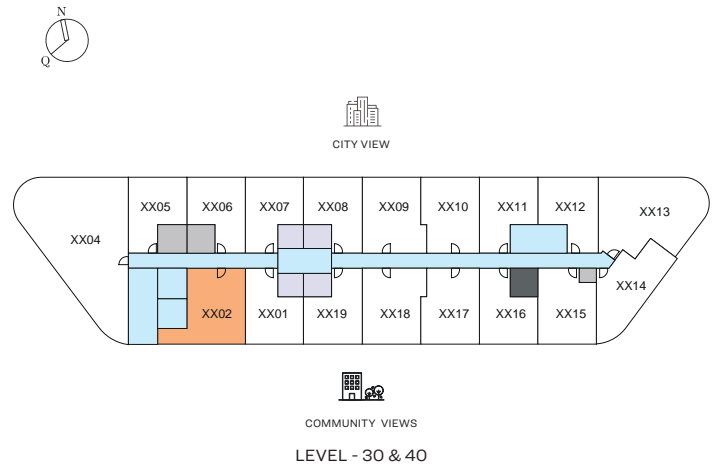 N
Q
CITY VIEW
XX05 XX06 XX07 XX08 XX09 XX10 XX11 XX12 XX13
XX04
XX14
XX02 XX01 XX19 XX18 XX17 XX16 XX15
COMMUNITY VIEWS
LEVEL - 30 & 40